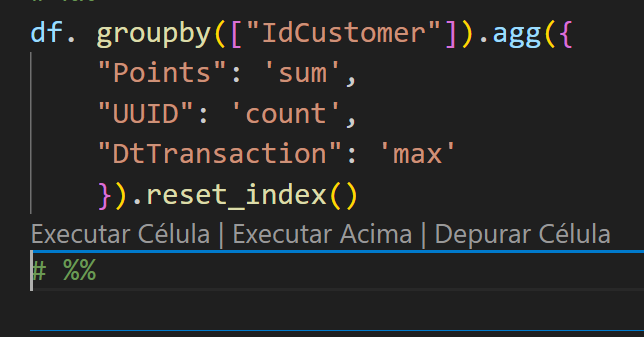 df. groupby(["IdCustomer"]).agg({
"Points": 'sum',
"UUID": 'count',
"DtTransaction": 'max'
}).reset_index()
Executar Célula | Executar Acima | Depurar Célula
# %%